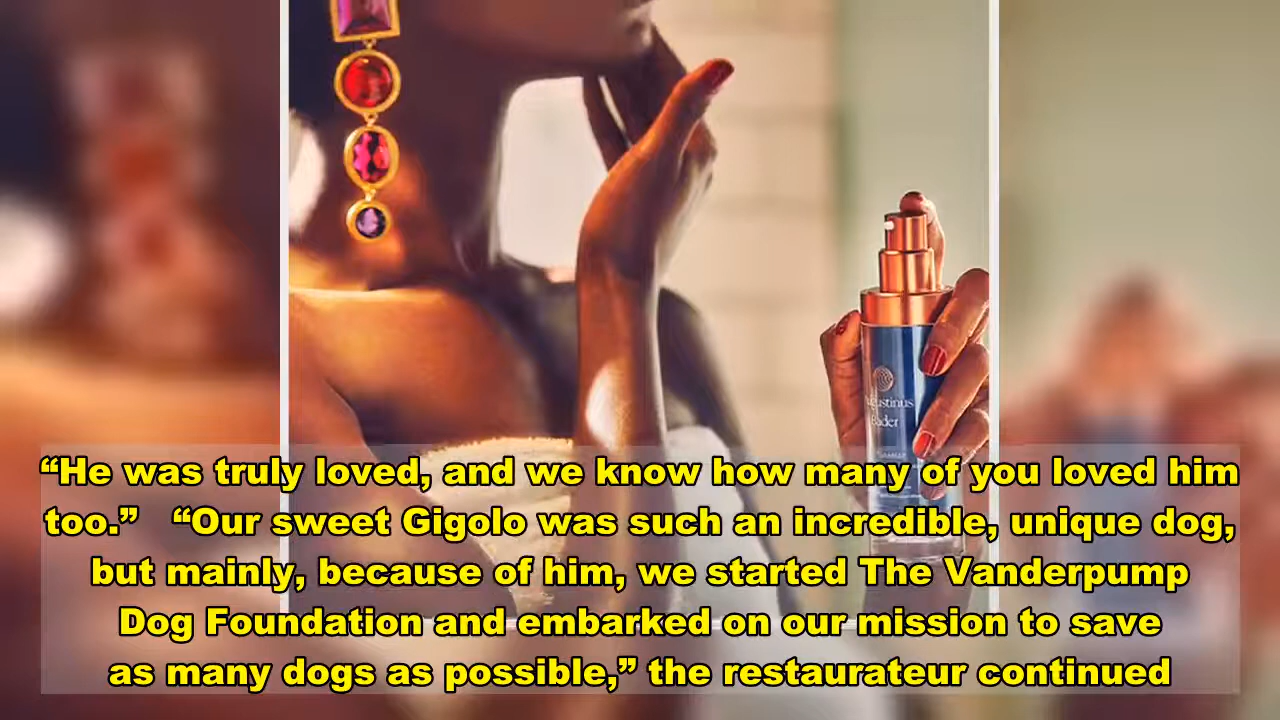 Augustinus
Bader
“He was truly loved, and we know how many of you loved him
too.” “Our sweet Gigolo was such an incredible, unique dog,
but mainly, because of him, we started The Vanderpump
Dog Foundation and embarked on our mission to save
as many dogs as possible,” the restaurateur continued